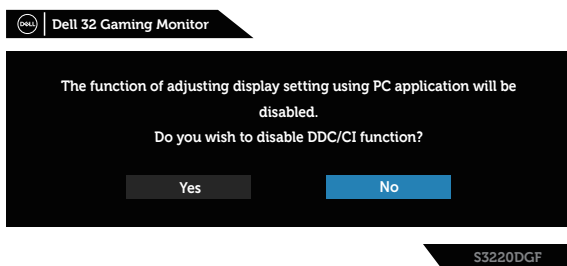 DELL
Dell 32 Gaming Monitor
The function of adjusting display setting using PC application will be
disabled.
Do you wish to disable DDC/CI function?
Yes No
S3220DGF